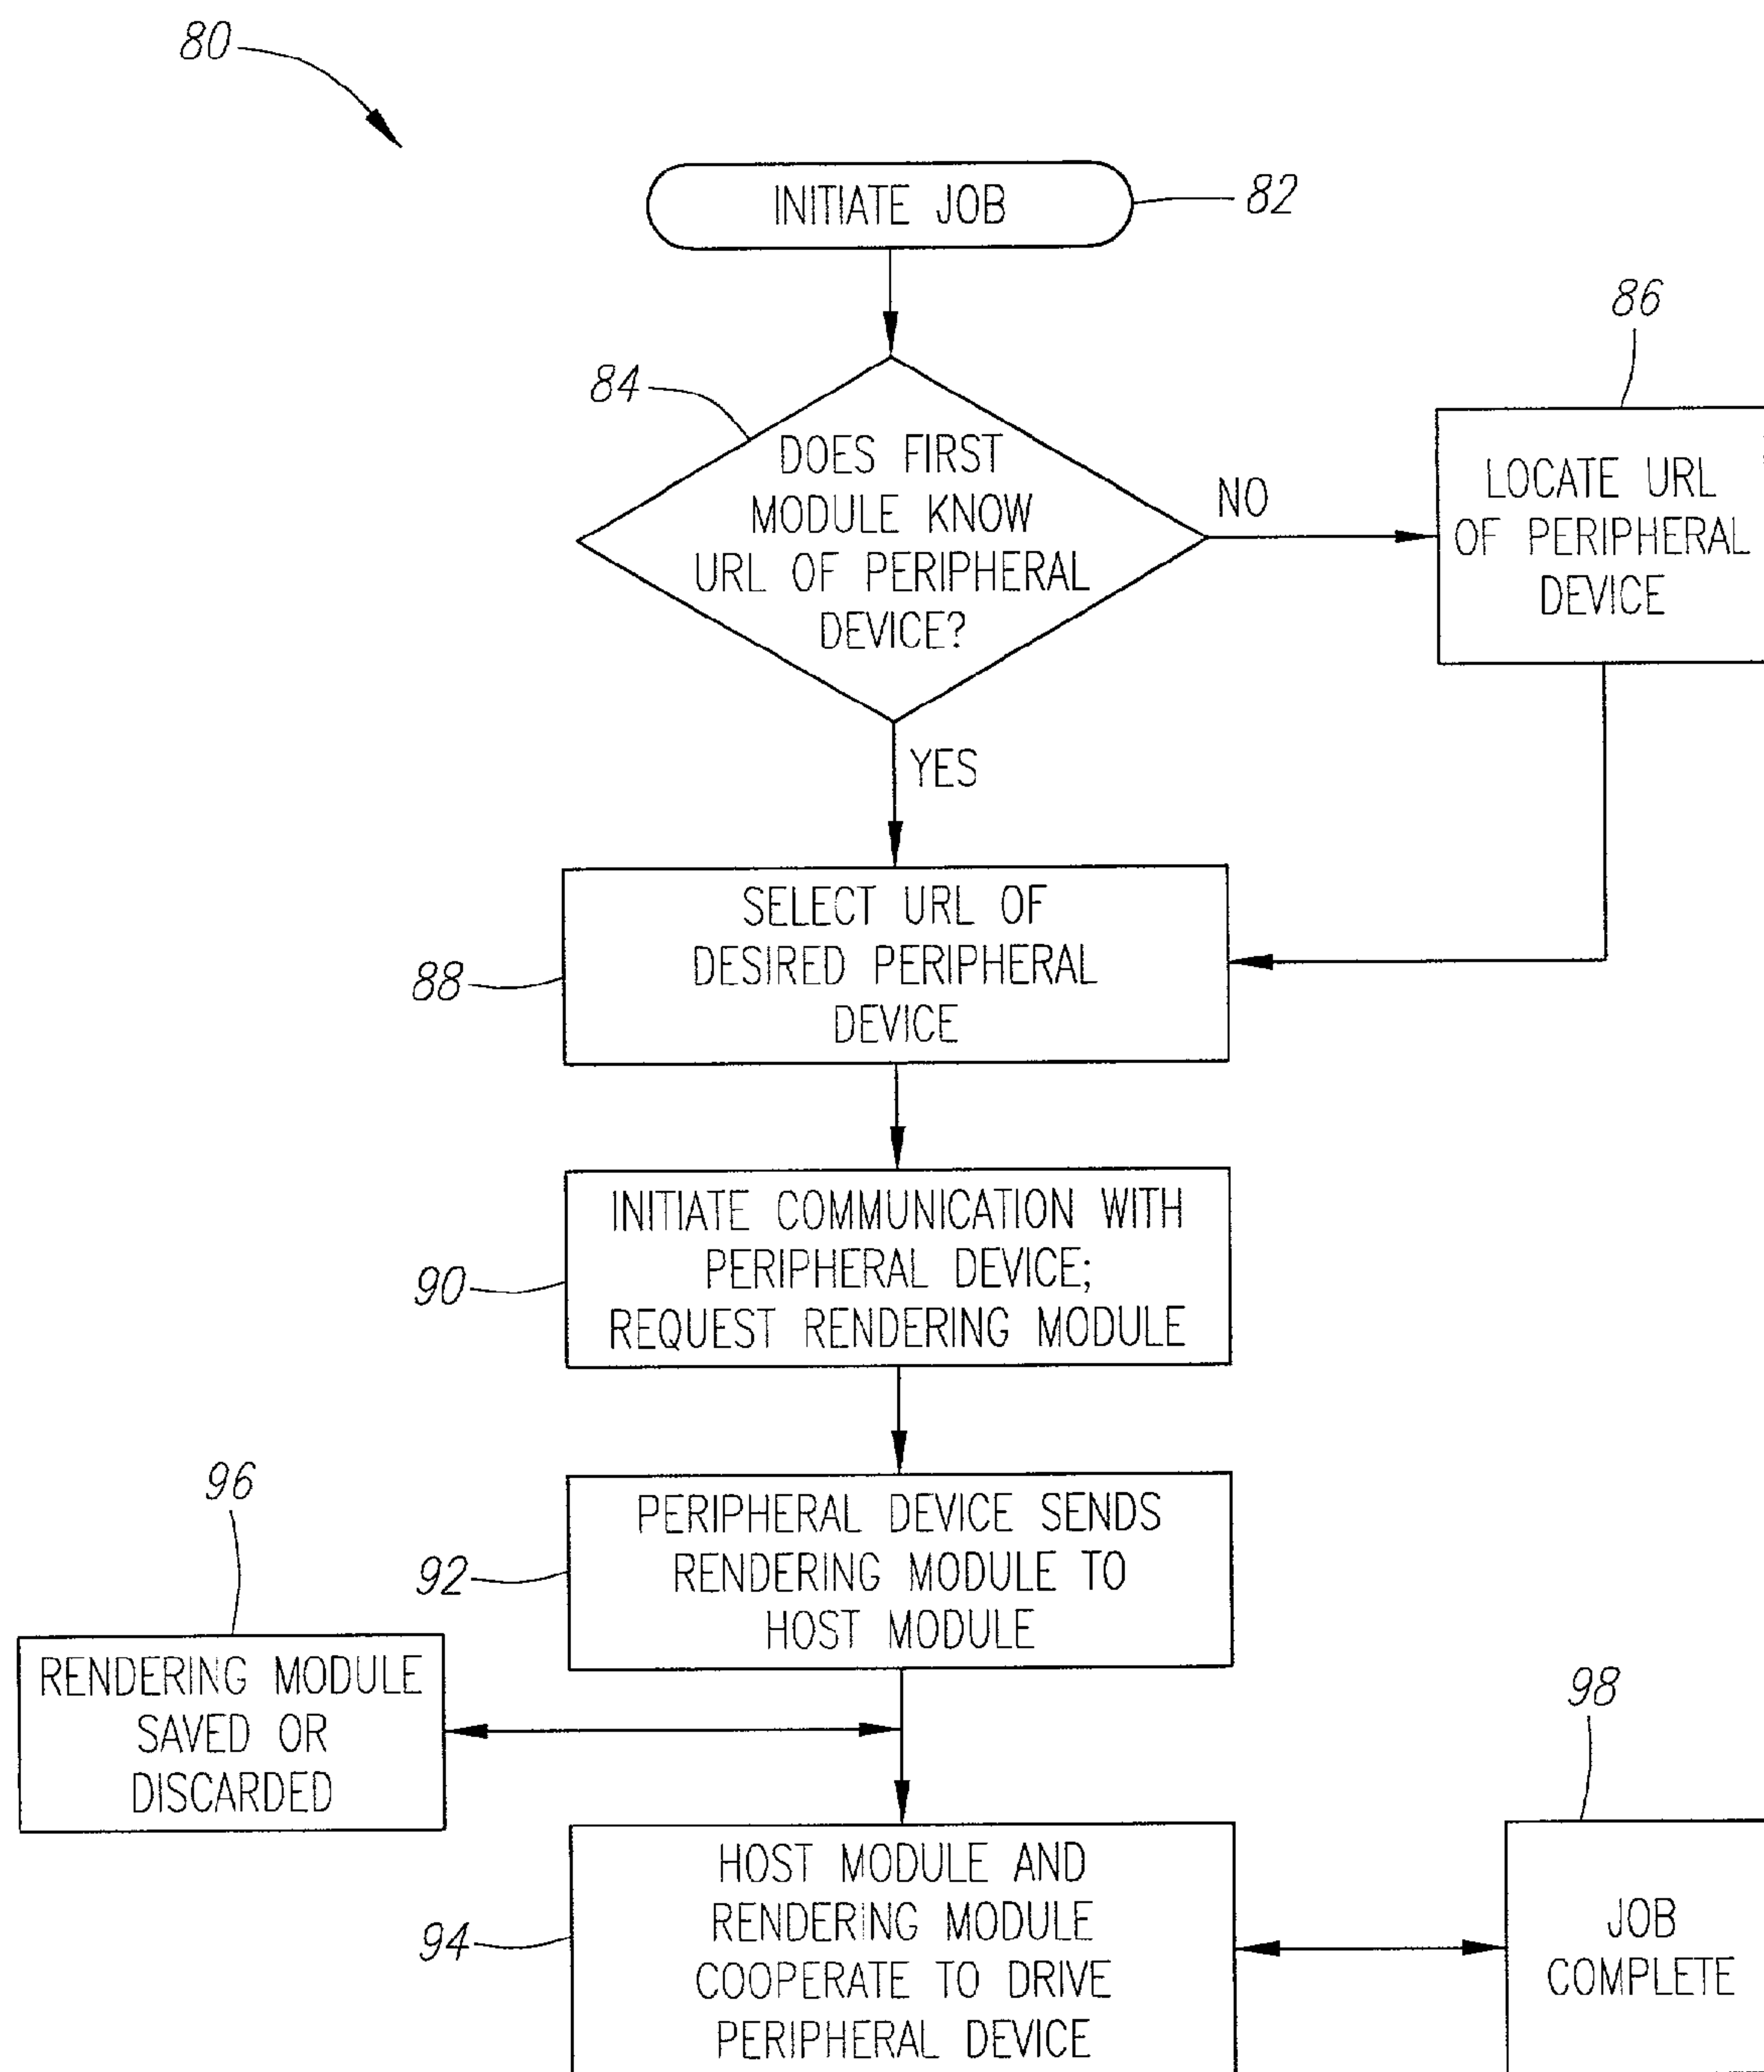 80
INITIATE JOB
82
84
DOES FIRST
MODULE KNOW
URL OF PERIPHERAL
DEVICE?
NO
86
LOCATE URL
OF PERIPHERAL
DEVICE
YES
88
SELECT URL OF
DESIRED PERIPHERAL
DEVICE
90
INITIATE COMMUNICATION WITH
PERIPHERAL DEVICE;
REQUEST RENDERING MODULE
92
PERIPHERAL DEVICE SENDS
RENDERING MODULE TO
HOST MODULE
96
RENDERING MODULE
SAVED OR
DISCARDED
94
HOST MODULE AND
RENDERING MODULE
COOPERATE TO DRIVE
PERIPHERAL DEVICE
98
JOB
COMPLETE